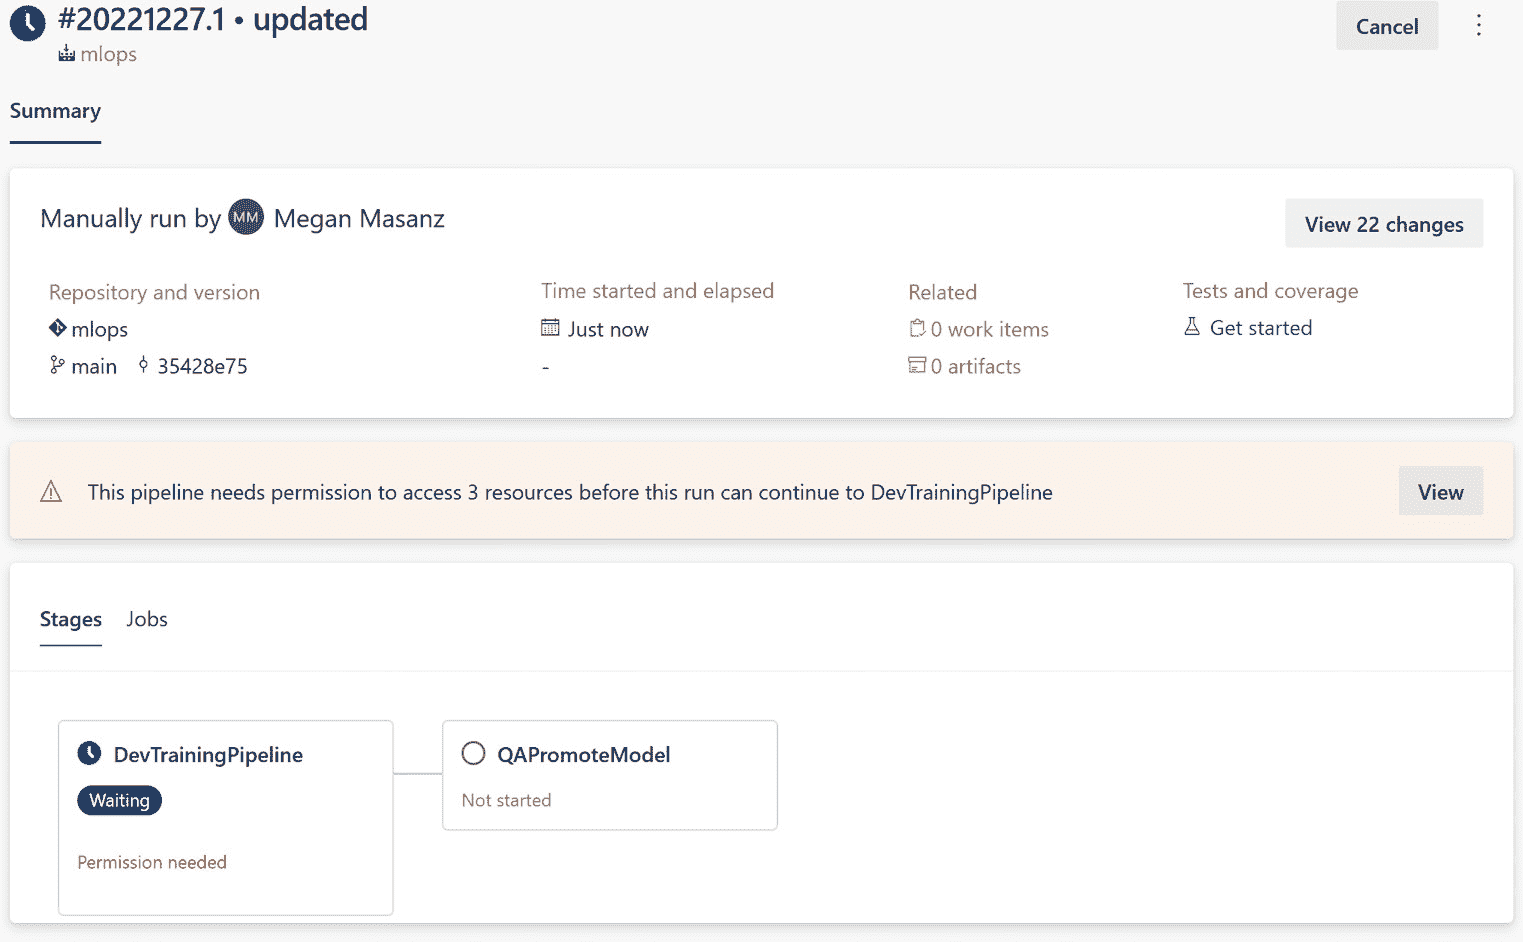 #20221227.1 • updated
mlops
Cancel
Summary
Manually run by MM Megan Masanz
View 22 changes
Repository and version
mlops
main 35428e75
Time started and elapsed
Just now
-
Related
0 work items
0 artifacts
Tests and coverage
Get started
This pipeline needs permission to access 3 resources before this run can continue to DevTrainingPipeline
View
Stages Jobs
DevTrainingPipeline
Waiting
Permission needed
QAPromoteModel
Not started